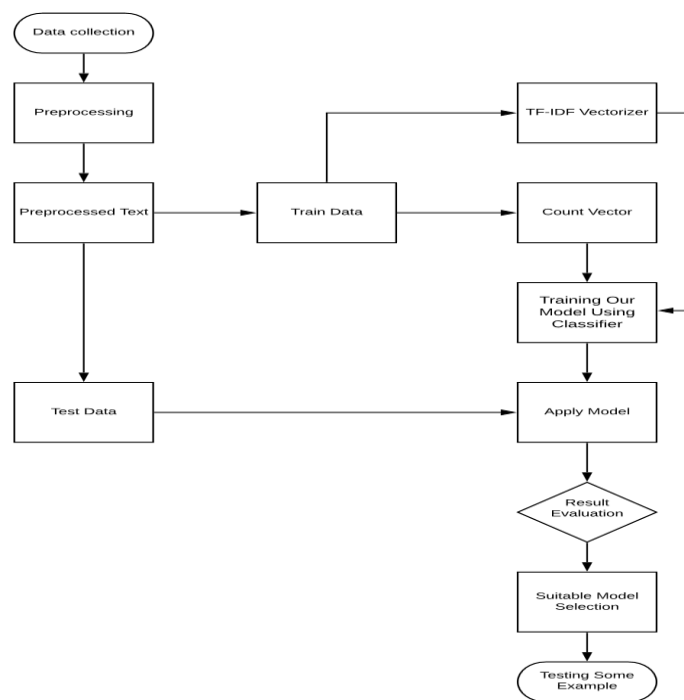 Data collection
Preprocessing
TF-IDF Vectorizer
Preprocessed Text
Train Data
Count Vector
Training Our
Model Using
Classifier
Test Data
Apply Model
Result
Evaluation
Suitable Model
Selection
Testing Some
Example